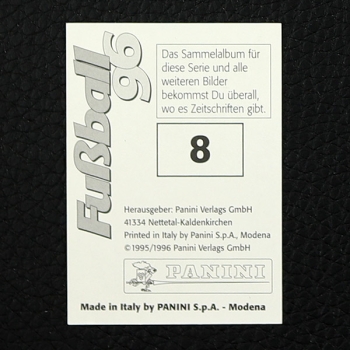 Fußball
96
Das Sammelalbum für
diese Serie und alle
weiteren Bilder
bekommst Du überall,
wo es Zeitschriften gibt.
8
Herausgeber: Panini Verlags GmbH
41334 Nettetal-Kaldenkirchen
Printed in Italy by Panini S.p.A., Modena
©1995/1996 Panini Verlags GmbH
PANINI
Made in Italy by PANINI S.p.A. - Modena